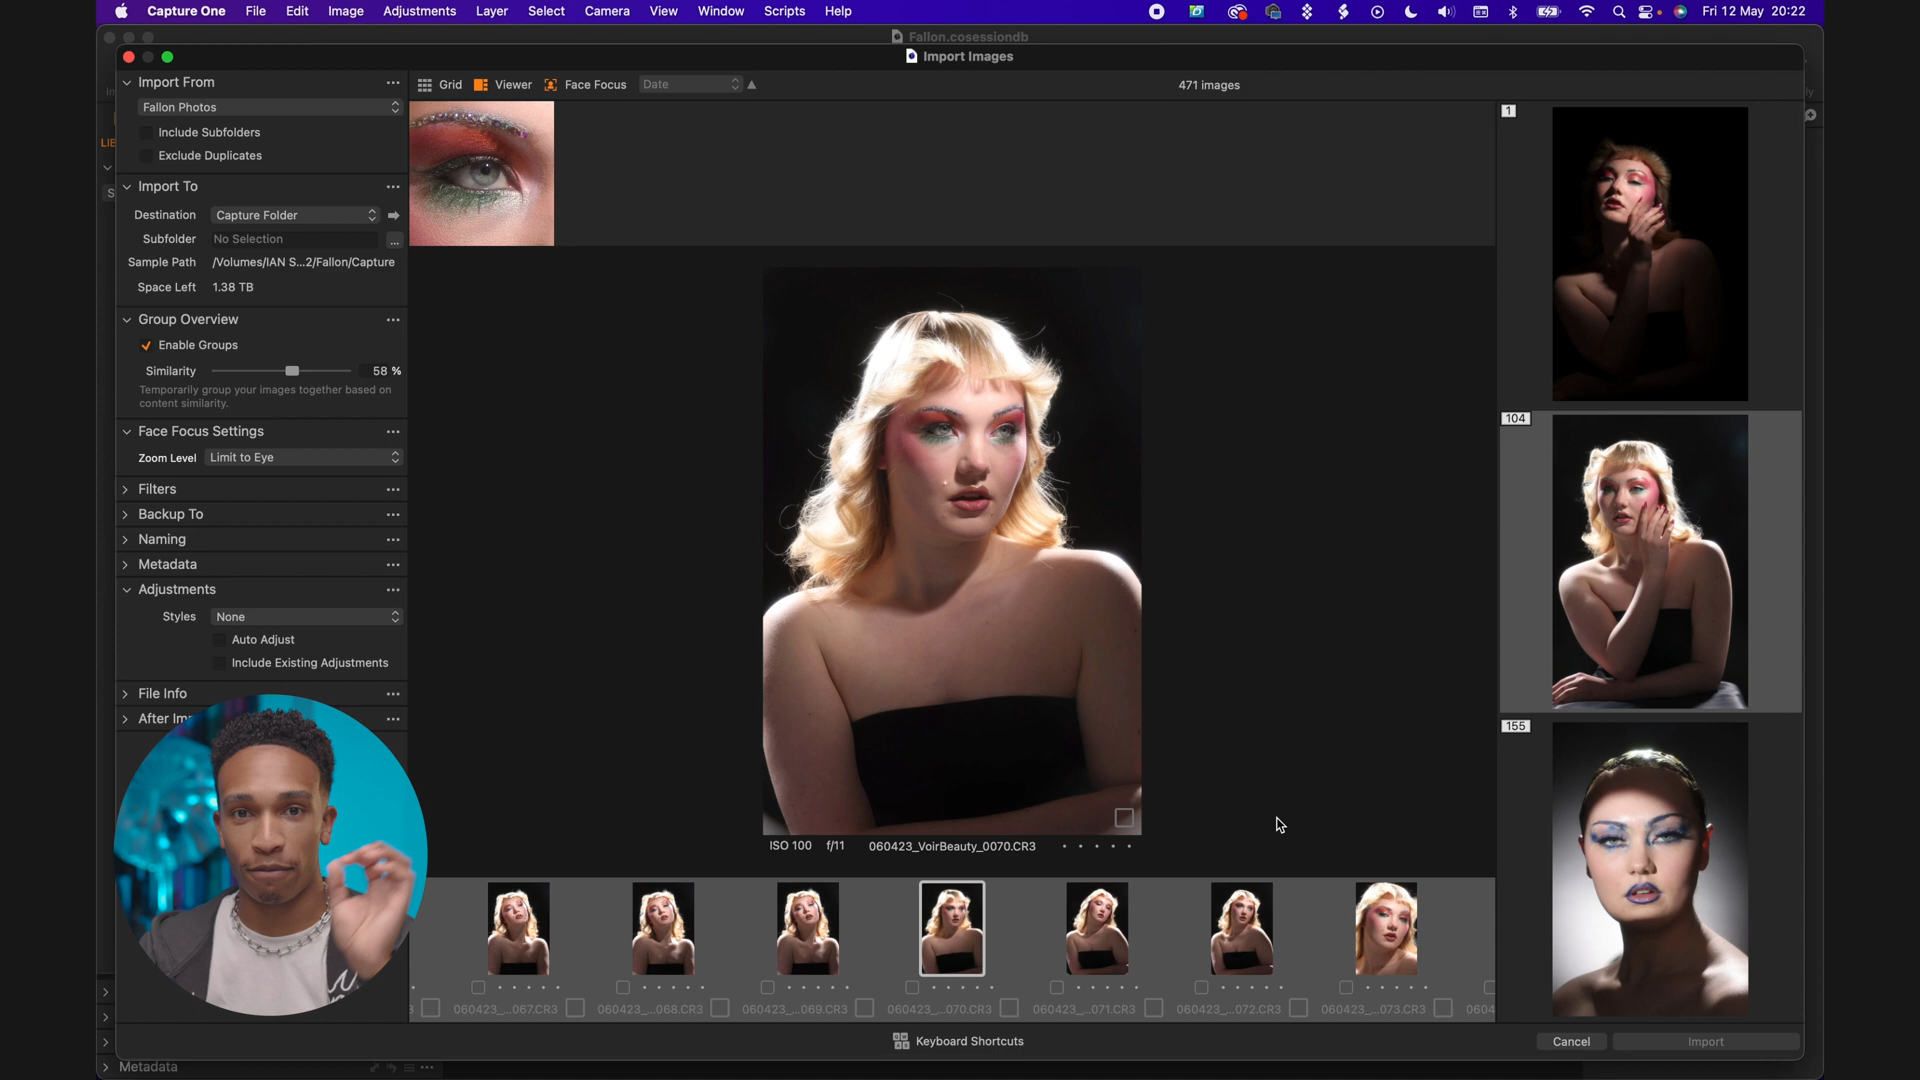 Capture One File Edit Image Adjustments Layer Select Camera View Window Scripts Help Fri 12 May 20:22
Fallon.cosessiondb
Import Images
Import From
Grid Viewer Face Focus Date 471 images
Fallon Photos
Include Subfolders
Exclude Duplicates
LIB
Import To
Destination Capture Folder
Subfolder No Selection ...
Sample Path /Volumes/IAN S...2/Fallon/Capture
Space Left 1.38 TB
Group Overview
Enable Groups
Similarity 58 %
Temporarily group your images together based on
content similarity.
Face Focus Settings
Zoom Level Limit to Eye
Filters
Backup To
Naming
Metadata
Adjustments
Styles None
Auto Adjust
Include Existing Adjustments
File Info
After Im
1
104
155
ISO 100 f/11 060423_VoirBeauty_0070.CR3
3 060423_...067.CR3 060423_...068.CR3 060423_...069.CR3 060423_...070.CR3 060423_...071.CR3 060423_...072.CR3 060423_...073.CR3 0604
Keyboard Shortcuts
Cancel Import
Metadata